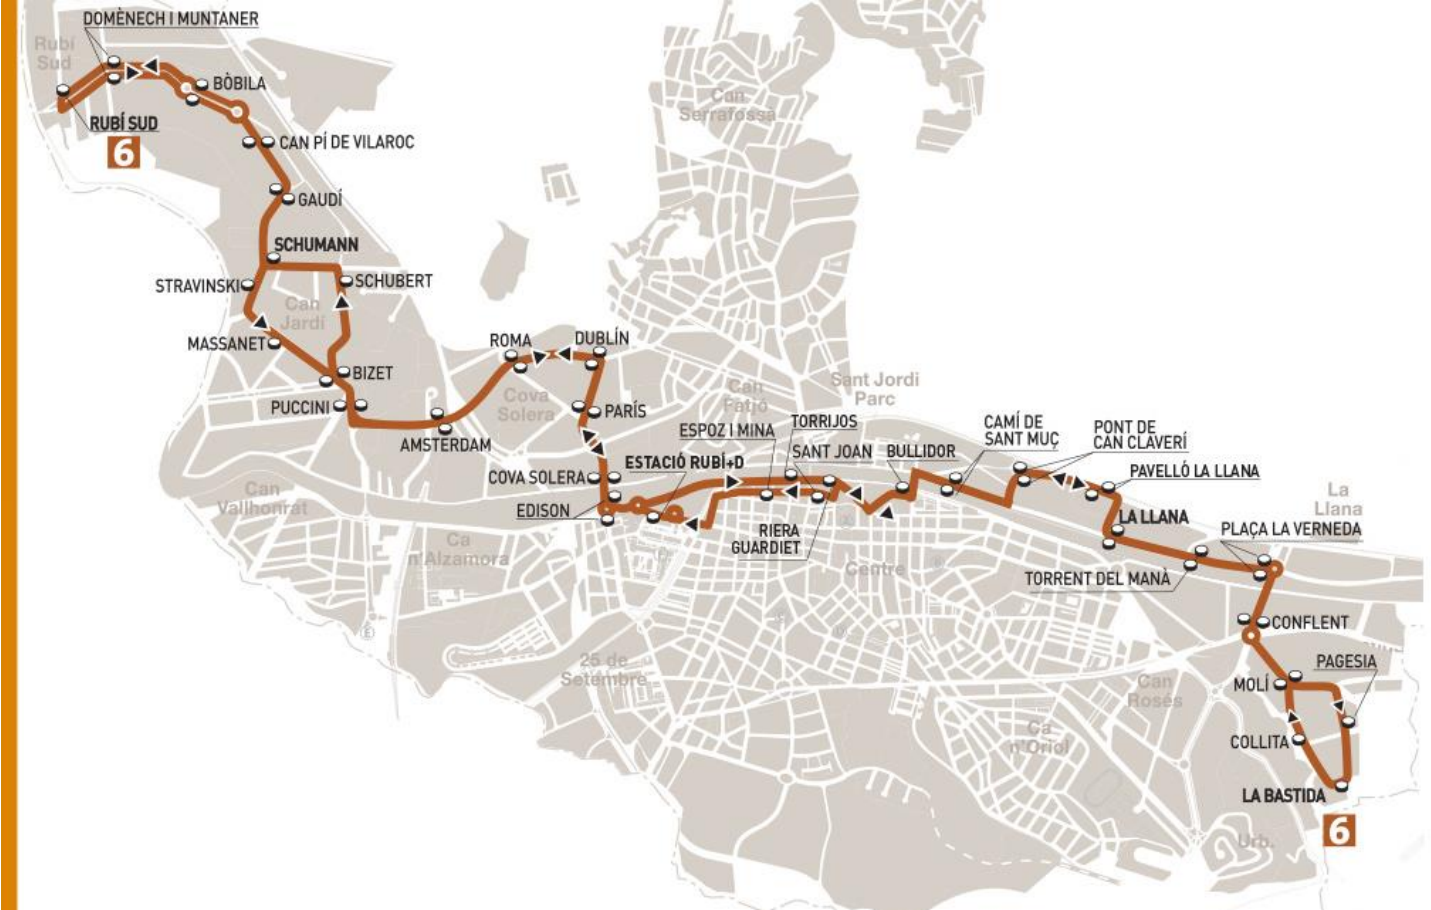 DOMÈNECH I MUNTANER
Rubí
Sud
BÒBILA
RUBÍ SUD
6
CAN PÍ DE VILAROC
GAUDÍ
SCHUMANN
STRAVINSKI
SCHUBERT
Can
Jardí
MASSANET
BIZET
PUCCINI
AMSTERDAM
ROMA
DUBLÍN
Cova
Solera
PARÍS
Can
Serrafossà
Can
Fatjó
Sant Jordi
Parc
ESPOZ I MINA
TORRIJOS
SANT JOAN
BULLIDOR
CAMÍ DE
SANT MUÇ
PONT DE
CAN CLAVERÍ
PAVELLÓ LA LLANA
COVA SOLERA
ESTACIÓ RUBÍ+D
EDISON
RIERA
GUARDIET
LA LLANA
La
Llana
PLAÇA LA VERNEDA
TORRENT DEL MANÀ
Can
Vallhonrat
Ca
n'Alzamora
Centre
CONFLENT
25 de
Setembre
PAGESIA
MOLÍ
Can
Rosés
Ca
n'Oriol
COLLITA
LA BASTIDA
6
Urb.